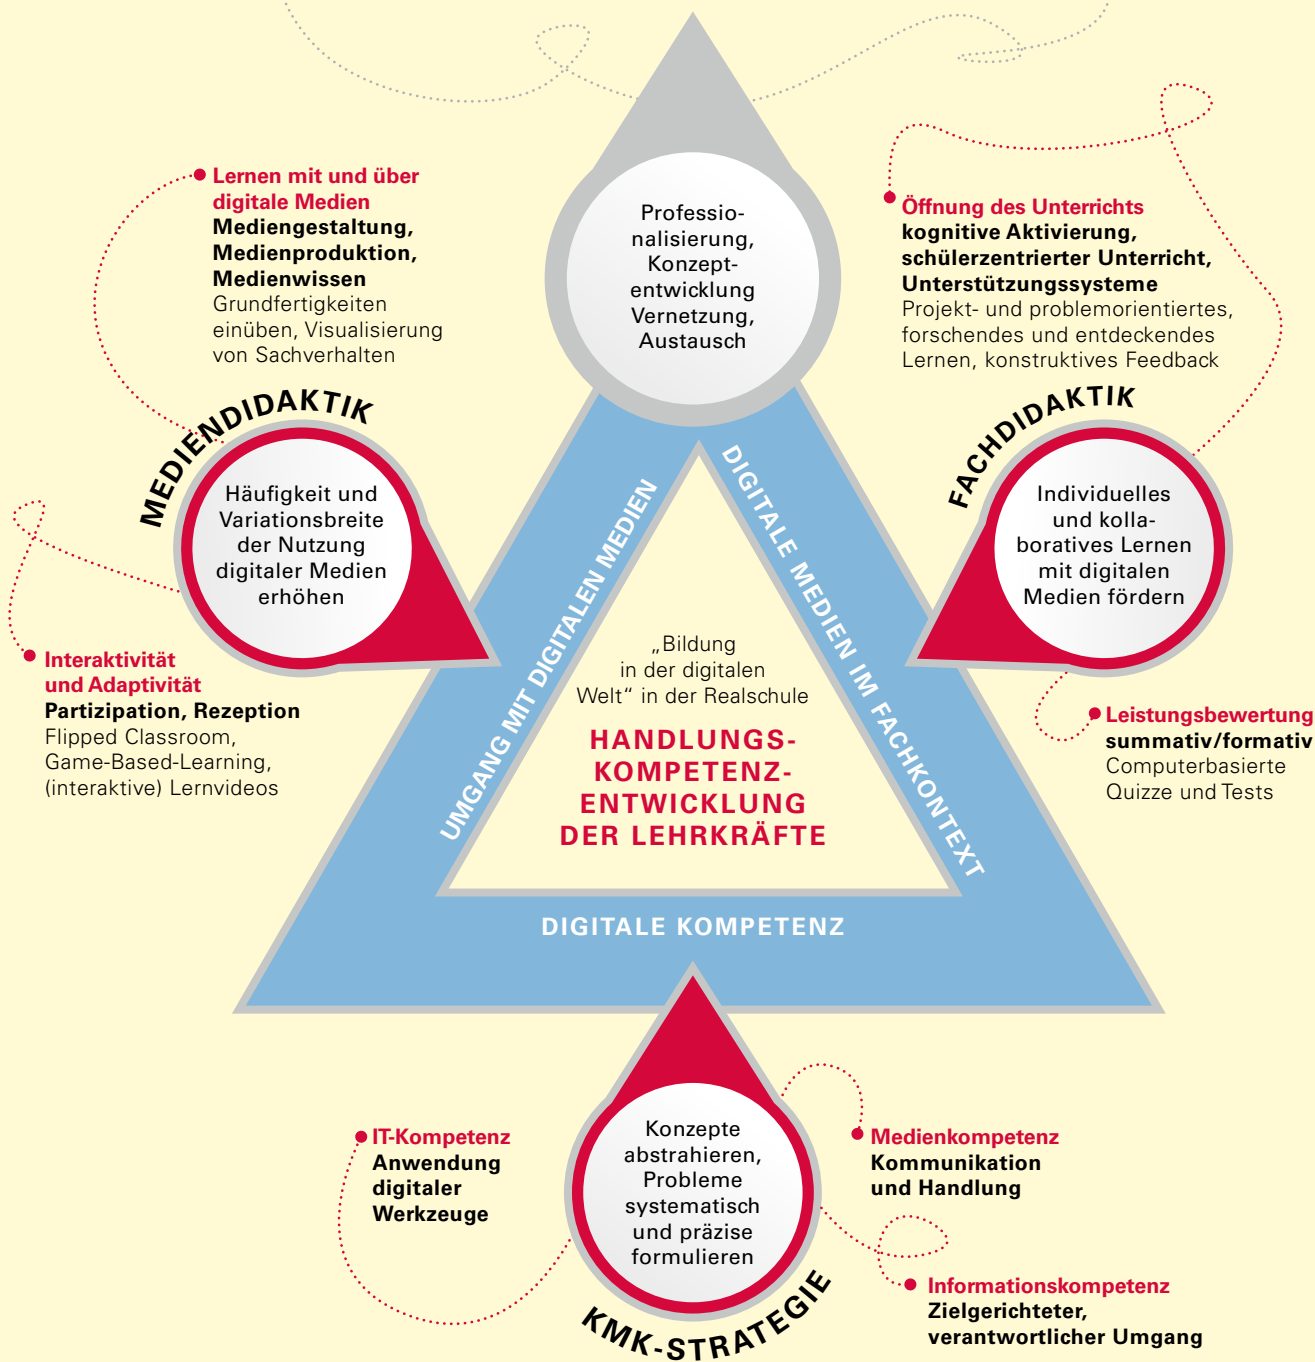 Professio-
nalisierung,
Konzept-
entwicklung
Vernetzung,
Austausch
Lernen mit und über
digitale Medien
Mediengestaltung,
Medienproduktion,
Medienwissen
Grundfertigkeiten
einüben, Visualisierung
von Sachverhalten
Öffnung des Unterrichts
kognitive Aktivierung,
schülerzentrierter Unterricht,
Unterstützungssysteme
Projekt- und problemorientiertes,
forschendes und entdeckendes
Lernen, konstruktives Feedback
MEDIENDIDAKTIK
Häufigkeit und
Variationsbreite
der Nutzung
digitaler Medien
erhöhen
FACHDIDAKTIK
Individuelles
und kolla-
boratives Lernen
mit digitalen
Medien fördern
Interaktivität
und Adaptivität
Partizipation, Rezeption
Flipped Classroom,
Game-Based-Learning,
(interaktive) Lernvideos
UMGANG MIT DIGITALEN MEDIEN
DIGITALE MEDIEN IM FACHKONTEXT
„Bildung
in der digitalen
Welt“ in der Realschule
HANDLUNGS-
KOMPETENZ-
ENTWICKLUNG
DER LEHRKRÄFTE
Leistungsbewertung
summativ/formativ
Computerbasierte
Quizze und Tests
DIGITALE KOMPETENZ
IT-Kompetenz
Anwendung
digitaler
Werkzeuge
Konzepte
abstrahieren,
Probleme
systematisch
und präzise
formulieren
KMK-STRATEGIE
Medienkompetenz
Kommunikation
und Handlung
Informationskompetenz
Zielgerichteter,
verantwortlicher Umgang